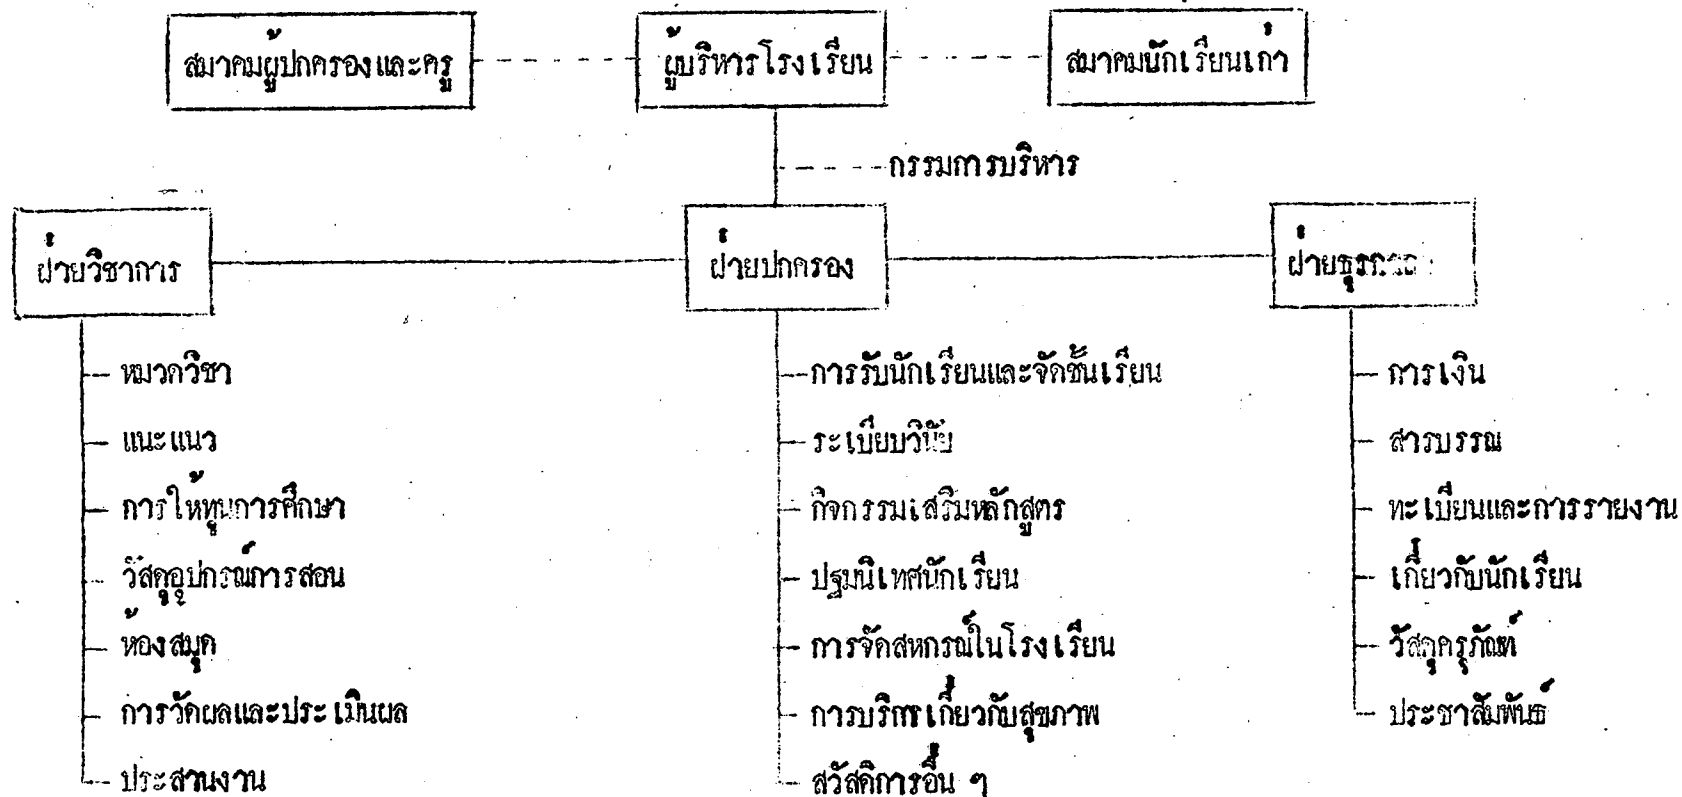 สมาคมผู้ปกครองและครู
ผู้บริหารโรงเรียน
สมาคมนักเรียนเก่า
กรรมการบริหาร
ฝ่ายวิชาการ
ฝ่ายปกครอง
หมวดวิชา
แนะแนว
การให้ทุนการศึกษา
วัสดุอุปกรณ์การสอน
ห้องสมุด
การวัดผลและประเมินผล
ประสานงาน
การรับนักเรียนและจัดชั้นเรียน
ระเบียบวินัย
กิจกรรมเสริมหลักสูตร
ปฐมนิเทศนักเรียน
การจัดสหกรณ์ในโรงเรียน
การบริการเกี่ยวกับสุขภาพ
สวัสดิการอื่น ๆ
การเงิน
สารบรรณ
ทะเบียนและการรายงาน
เกี่ยวกับนักเรียน
วัสดุครุภัณฑ์
ประชาสัมพันธ์